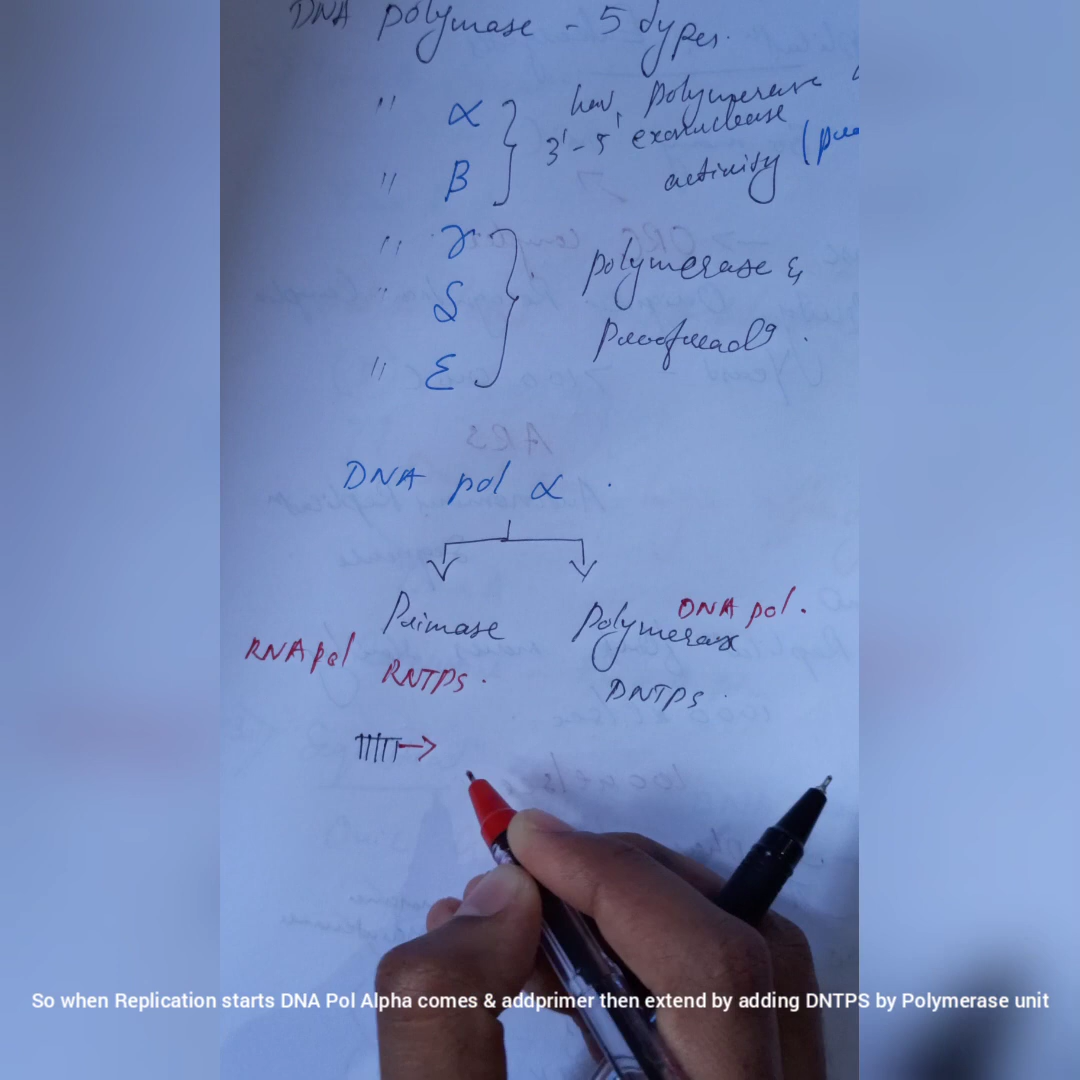 DNA polymase - 5 types.
" α have polymerase
3'-5' exonuclease
" β activity
" γ
polymerase &
" δ
proofread
" ε
DNA pol α.
Primase Polymerase DNA pol.
RNA pol RNTPS. DNTPS.
So when Replication starts DNA Pol Alpha comes & addprimer then extend by adding DNTPS by Polymerase unit